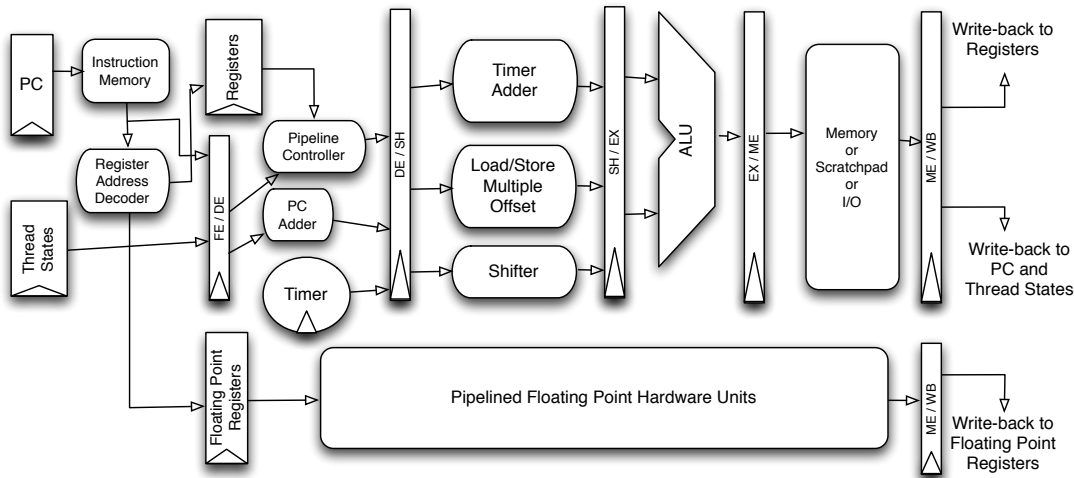 PC
Instruction
Memory
Register
Address
Decoder
Thread
States
Registers
FE / DE
Pipeline
Controller
PC
Adder
Timer
DE / SH
Timer
Adder
Load/Store
Multiple
Offset
Shifter
SH / EX
ALU
EX / ME
Memory
or
Scratchpad
or
I/O
ME / WB
Write-back to
Registers
Write-back to
PC and
Thread States
Floating Point
Registers
Pipelined Floating Point Hardware Units
ME / WB
Write-back to
Floating Point
Registers